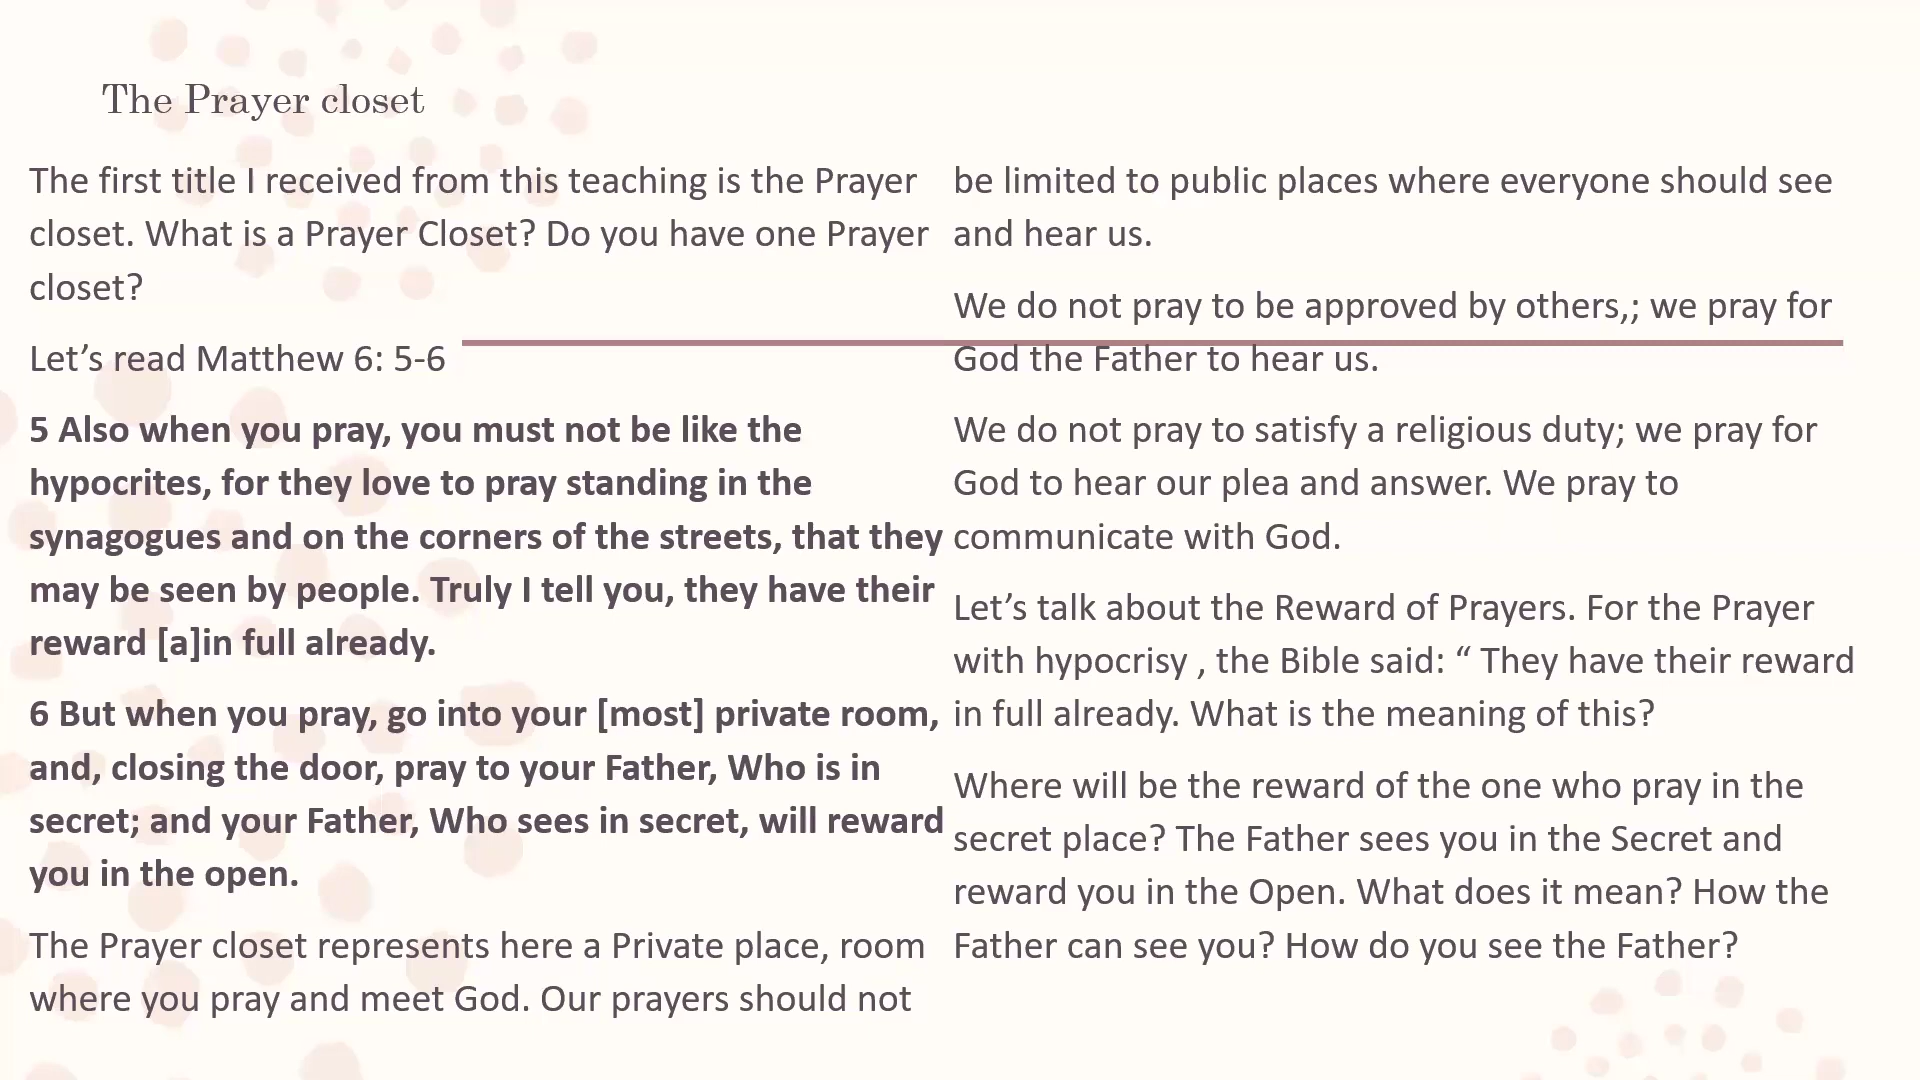 The Prayer closet
The first title I received from this teaching is the Prayer
closet. What is a Prayer Closet? Do you have one Prayer
closet?
Let’s read Matthew 6: 5-6
5 Also when you pray, you must not be like the
hypocrites, for they love to pray standing in the
synagogues and on the corners of the streets, that they
may be seen by people. Truly I tell you, they have their
reward [a]in full already.
6 But when you pray, go into your [most] private room,
and, closing the door, pray to your Father, Who is in
secret; and your Father, Who sees in secret, will reward
you in the open.
The Prayer closet represents here a Private place, room
where you pray and meet God. Our prayers should not
be limited to public places where everyone should see
and hear us.
We do not pray to be approved by others,; we pray for
God the Father to hear us.
We do not pray to satisfy a religious duty; we pray for
God to hear our plea and answer. We pray to
communicate with God.
Let’s talk about the Reward of Prayers. For the Prayer
with hypocrisy , the Bible said: “ They have their reward
in full already. What is the meaning of this?
Where will be the reward of the one who pray in the
secret place? The Father sees you in the Secret and
reward you in the Open. What does it mean? How the
Father can see you? How do you see the Father?